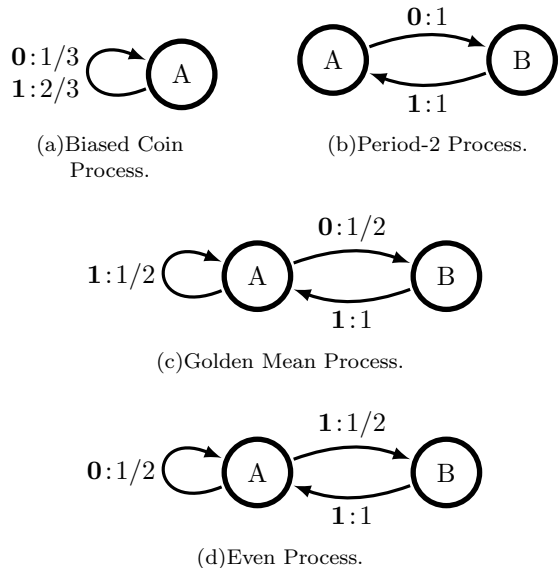 0:1/3
1:2/3
A
(a)Biased Coin
Process.
0:1
A
B
1:1
(b)Period-2 Process.
0:1/2
1:1/2
A
B
1:1
(c)Golden Mean Process.
1:1/2
0:1/2
A
B
1:1
(d)Even Process.